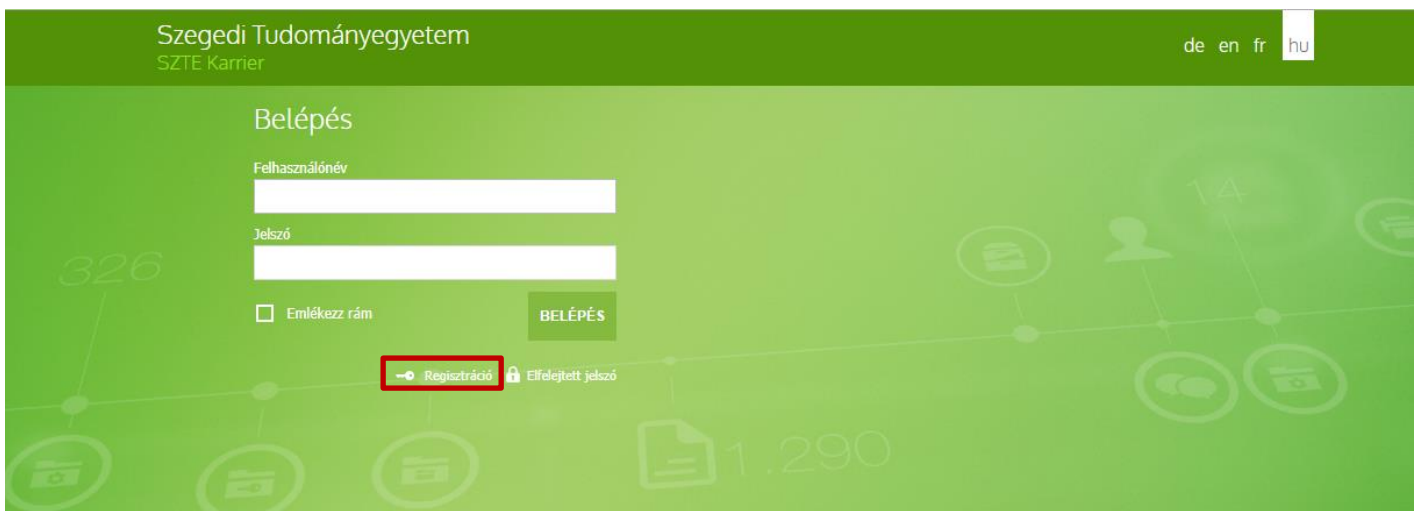 Szegedi Tudományegyetem
SZTE Karrier
de en fr hu
Belépés
Felhasználónév
Jelszó
Emlékezz rám
BELÉPÉS
Regisztráció Elfelejtett jelszó
326
14
1.290